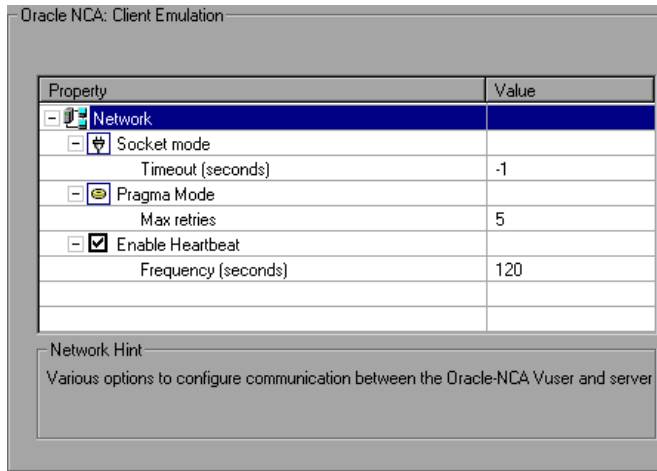 Oracle NCA: Client Emulation
Property Value
Network
Socket mode
Timeout (seconds) -1
Pragma Mode
Max retries 5
Enable Heartbeat
Frequency (seconds) 120
Network Hint
Various options to configure communication between the Oracle-NCA Vuser and server